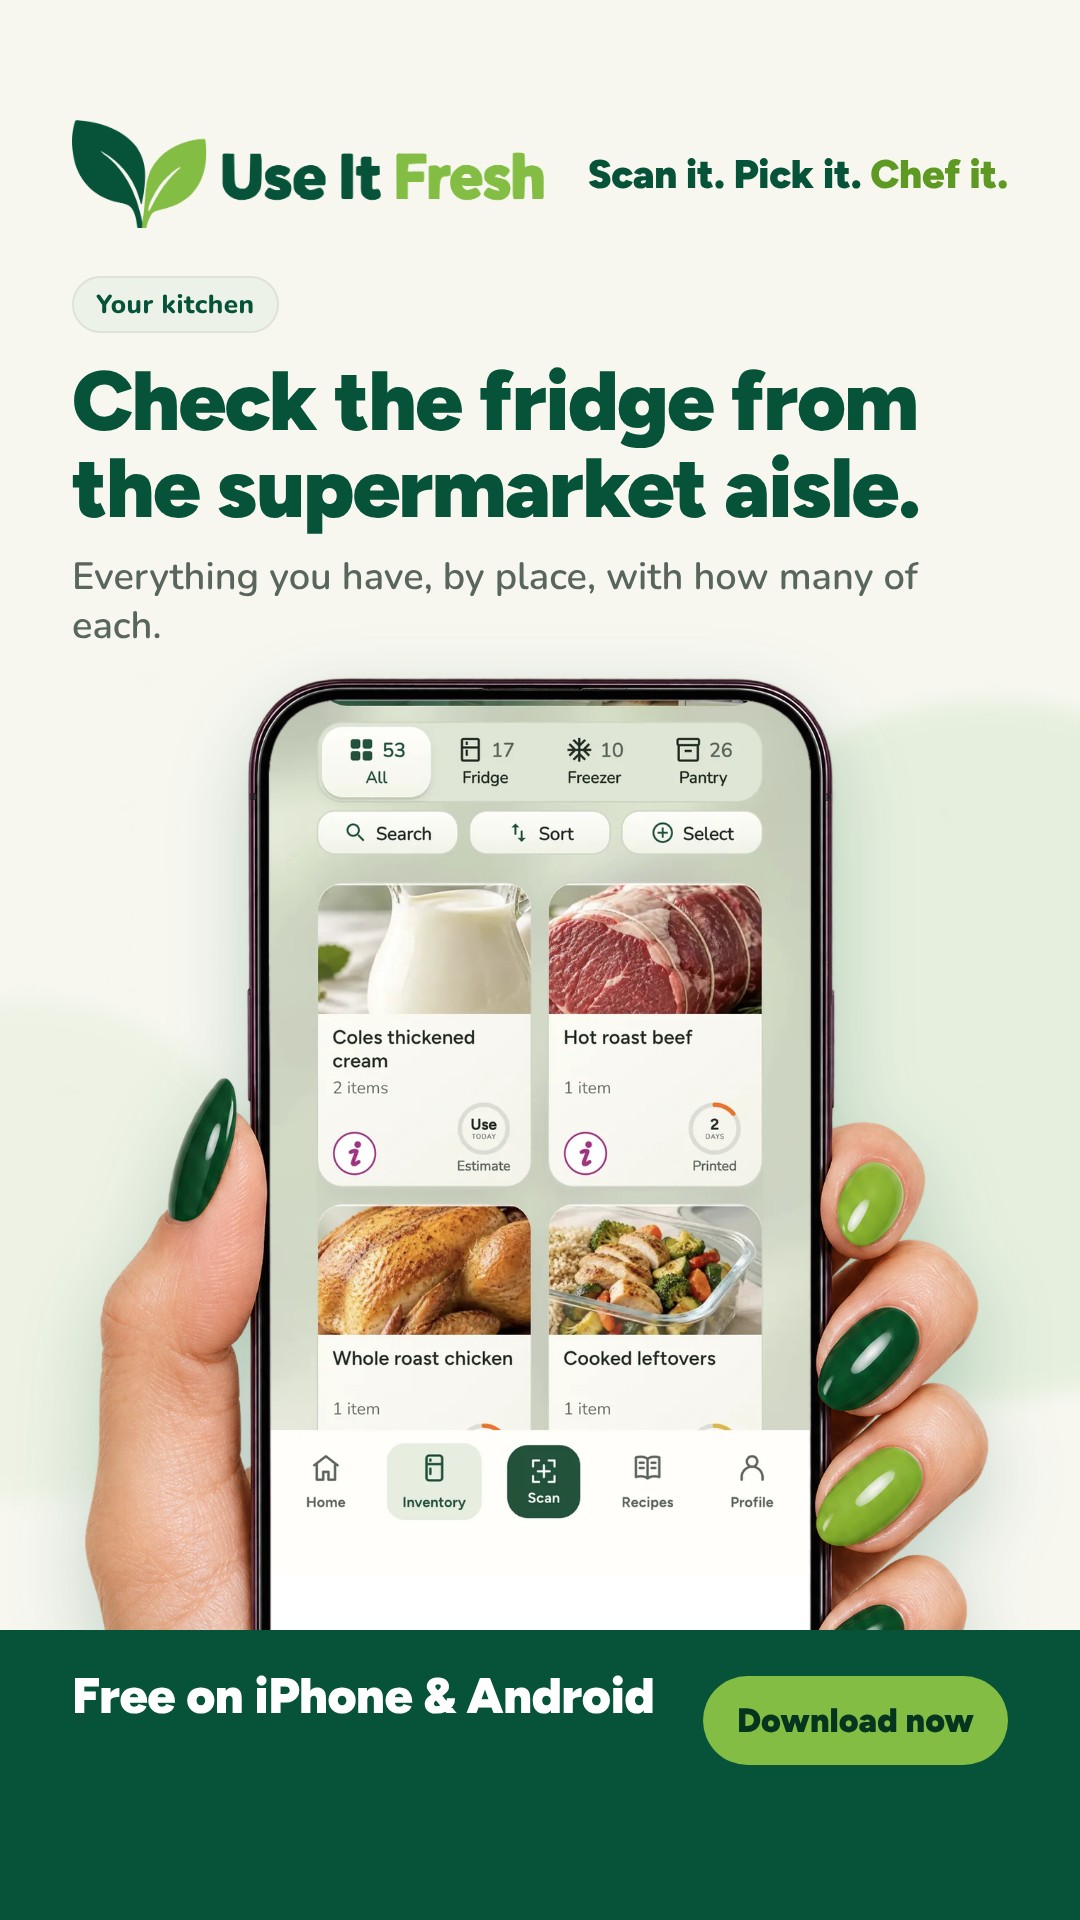 Use It Fresh
Scan it. Pick it. Chef it.
Your kitchen
Check the fridge from
the supermarket aisle.
Everything you have, by place, with how many of
each.
53
All
17
Fridge
10
Freezer
26
Pantry
Search
Sort
Select
Coles thickened
cream
2 items
i
Use
TODAY
Estimate
Hot roast beef
1 item
i
2
DAYS
Printed
Whole roast chicken
1 item
Cooked leftovers
1 item
Home
Inventory
Scan
Recipes
Profile
Free on iPhone & Android
Download now